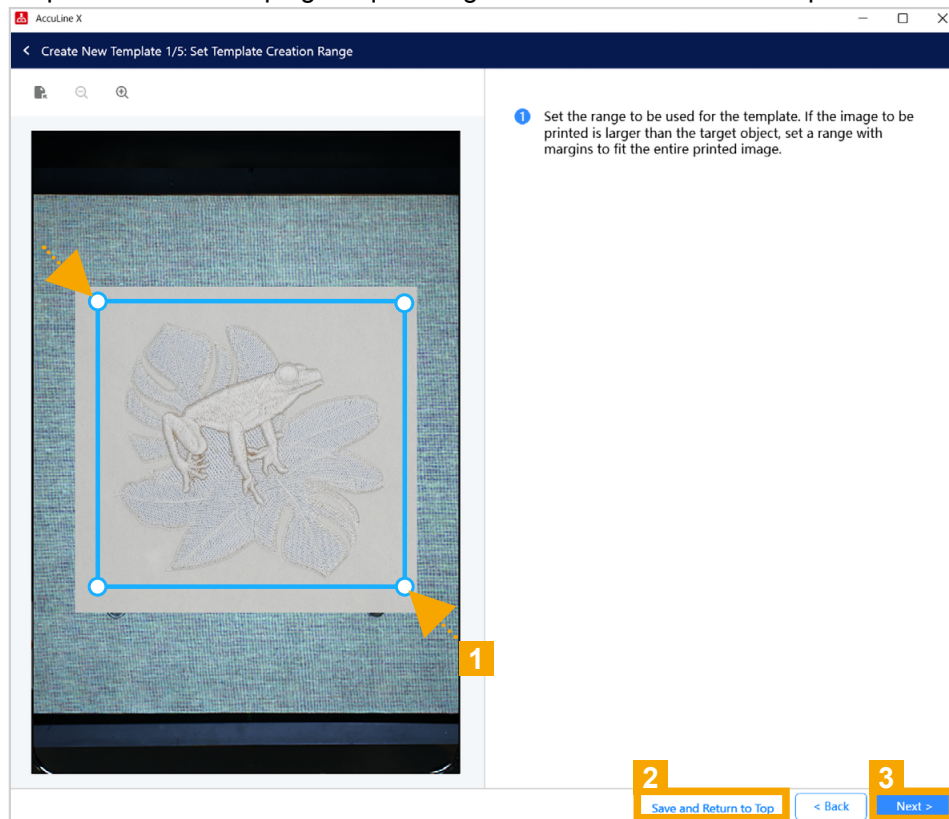 AccuLine X
Create New Template 1/5: Set Template Creation Range
1 Set the range to be used for the template. If the image to be
printed is larger than the target object, set a range with
margins to fit the entire printed image.
1
2
3
Save and Return to Top
< Back
Next >